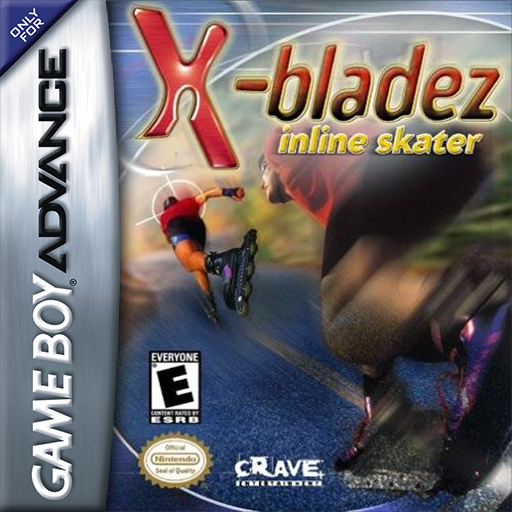 ONLY
FOR
GAME BOY ADVANCE
X-bladez
inline skater
EVERYONE
E
CONTENT RATED BY
ESRB
Official
Nintendo
Seal of Quality
CRAVE
ENTERTAINMENT